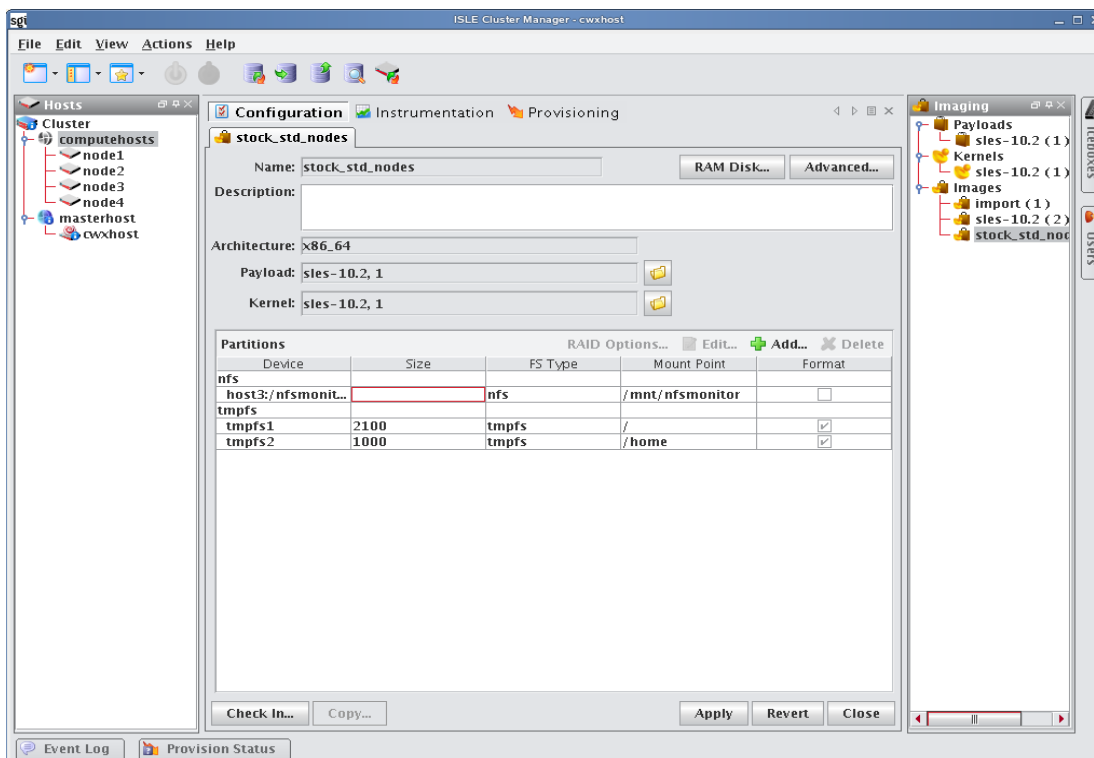 sgi
ISLE Cluster Manager - cwxhost
File Edit View Actions Help
Hosts
Cluster
computehosts
node1
node2
node3
node4
masterhost
cwxhost
Configuration Instrumentation Provisioning
stock_std_nodes
Name: stock_std_nodes RAM Disk... Advanced...
Description:
Architecture: x86_64
Payload: sles-10.2, 1
Kernel: sles-10.2, 1
Partitions RAID Options... Edit... Add... Delete
Device Size FS Type Mount Point Format
nfs
host3:/nfsmonit... nfs /mnt/nfsmonitor
tmpfs
tmpfs1 2100 tmpfs /
tmpfs2 1000 tmpfs /home
Check In... Copy... Apply Revert Close
Imaging
Payloads
sles-10.2 (1)
Kernels
sles-10.2 (1)
Images
import (1)
sles-10.2 (2)
stock_std_nod
Iceboxes
Users
Event Log Provision Status